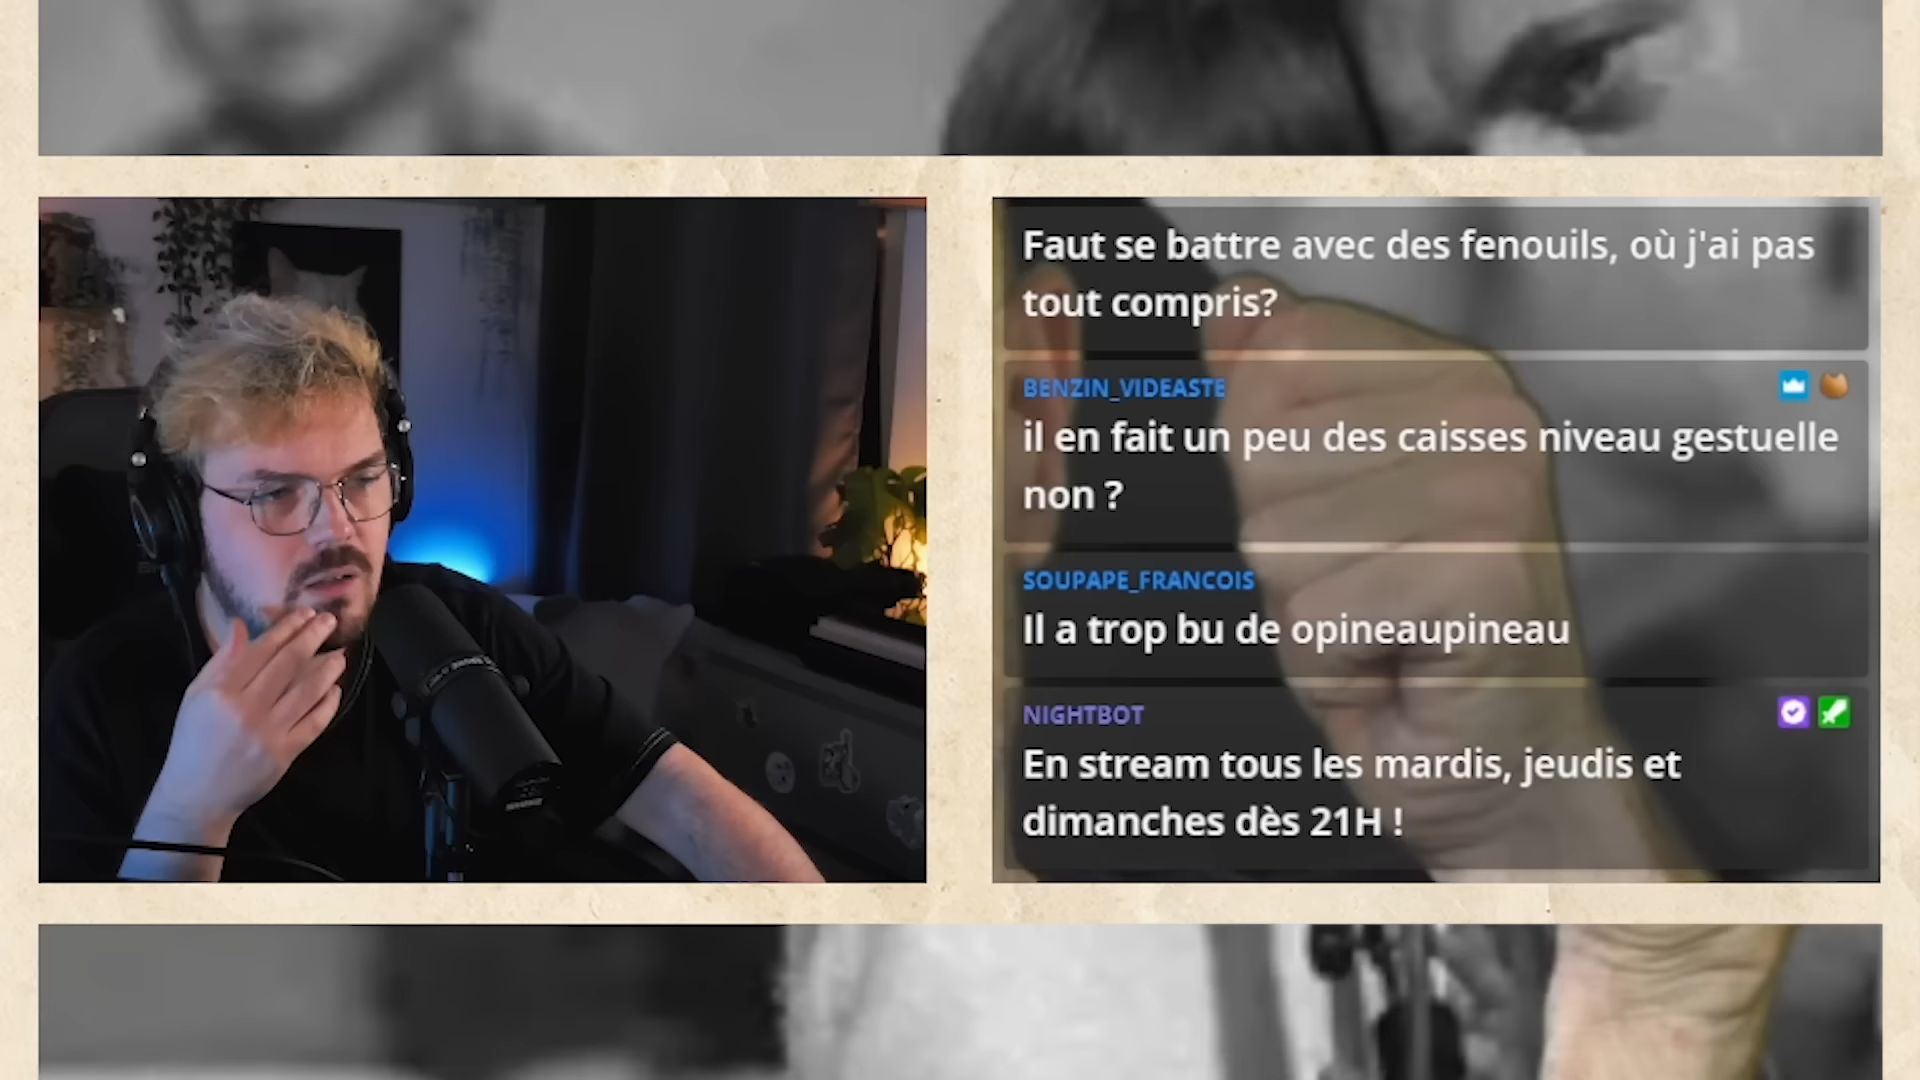 Faut se battre avec des fenouils, où j'ai pas
tout compris?
BENZIN_VIDEASTE
il en fait un peu des caisses niveau gestuelle
non ?
SOUPAPE_FRANCOIS
Il a trop bu de opineaupineau
NIGHTBOT
En stream tous les mardis, jeudis et
dimanches dès 21H !